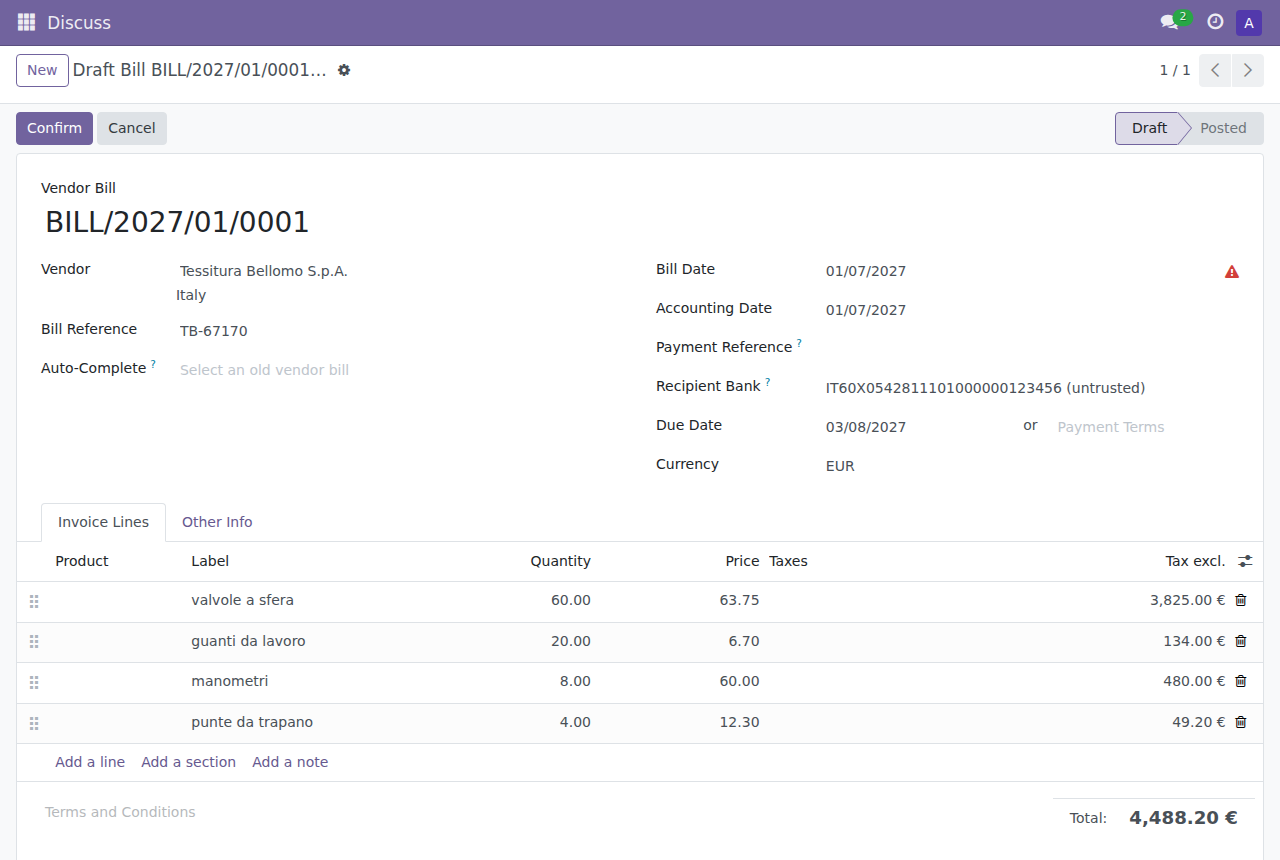 Discuss 2 A
New Draft Bill BILL/2027/01/0001... 1 / 1
Confirm Cancel Draft Posted
Vendor Bill
BILL/2027/01/0001
Vendor Tessitura Bellomo S.p.A.
Italy
Bill Reference TB-67170
Auto-Complete ? Select an old vendor bill
Bill Date 01/07/2027
Accounting Date 01/07/2027
Payment Reference ?
Recipient Bank ? IT60X0542811101000000123456 (untrusted)
Due Date 03/08/2027 or Payment Terms
Currency EUR
Invoice Lines Other Info
Product Label Quantity Price Taxes Tax excl.
valvole a sfera 60.00 63.75 3,825.00 €
guanti da lavoro 20.00 6.70 134.00 €
manometri 8.00 60.00 480.00 €
punte da trapano 4.00 12.30 49.20 €
Add a line Add a section Add a note
Terms and Conditions
Total: 4,488.20 €